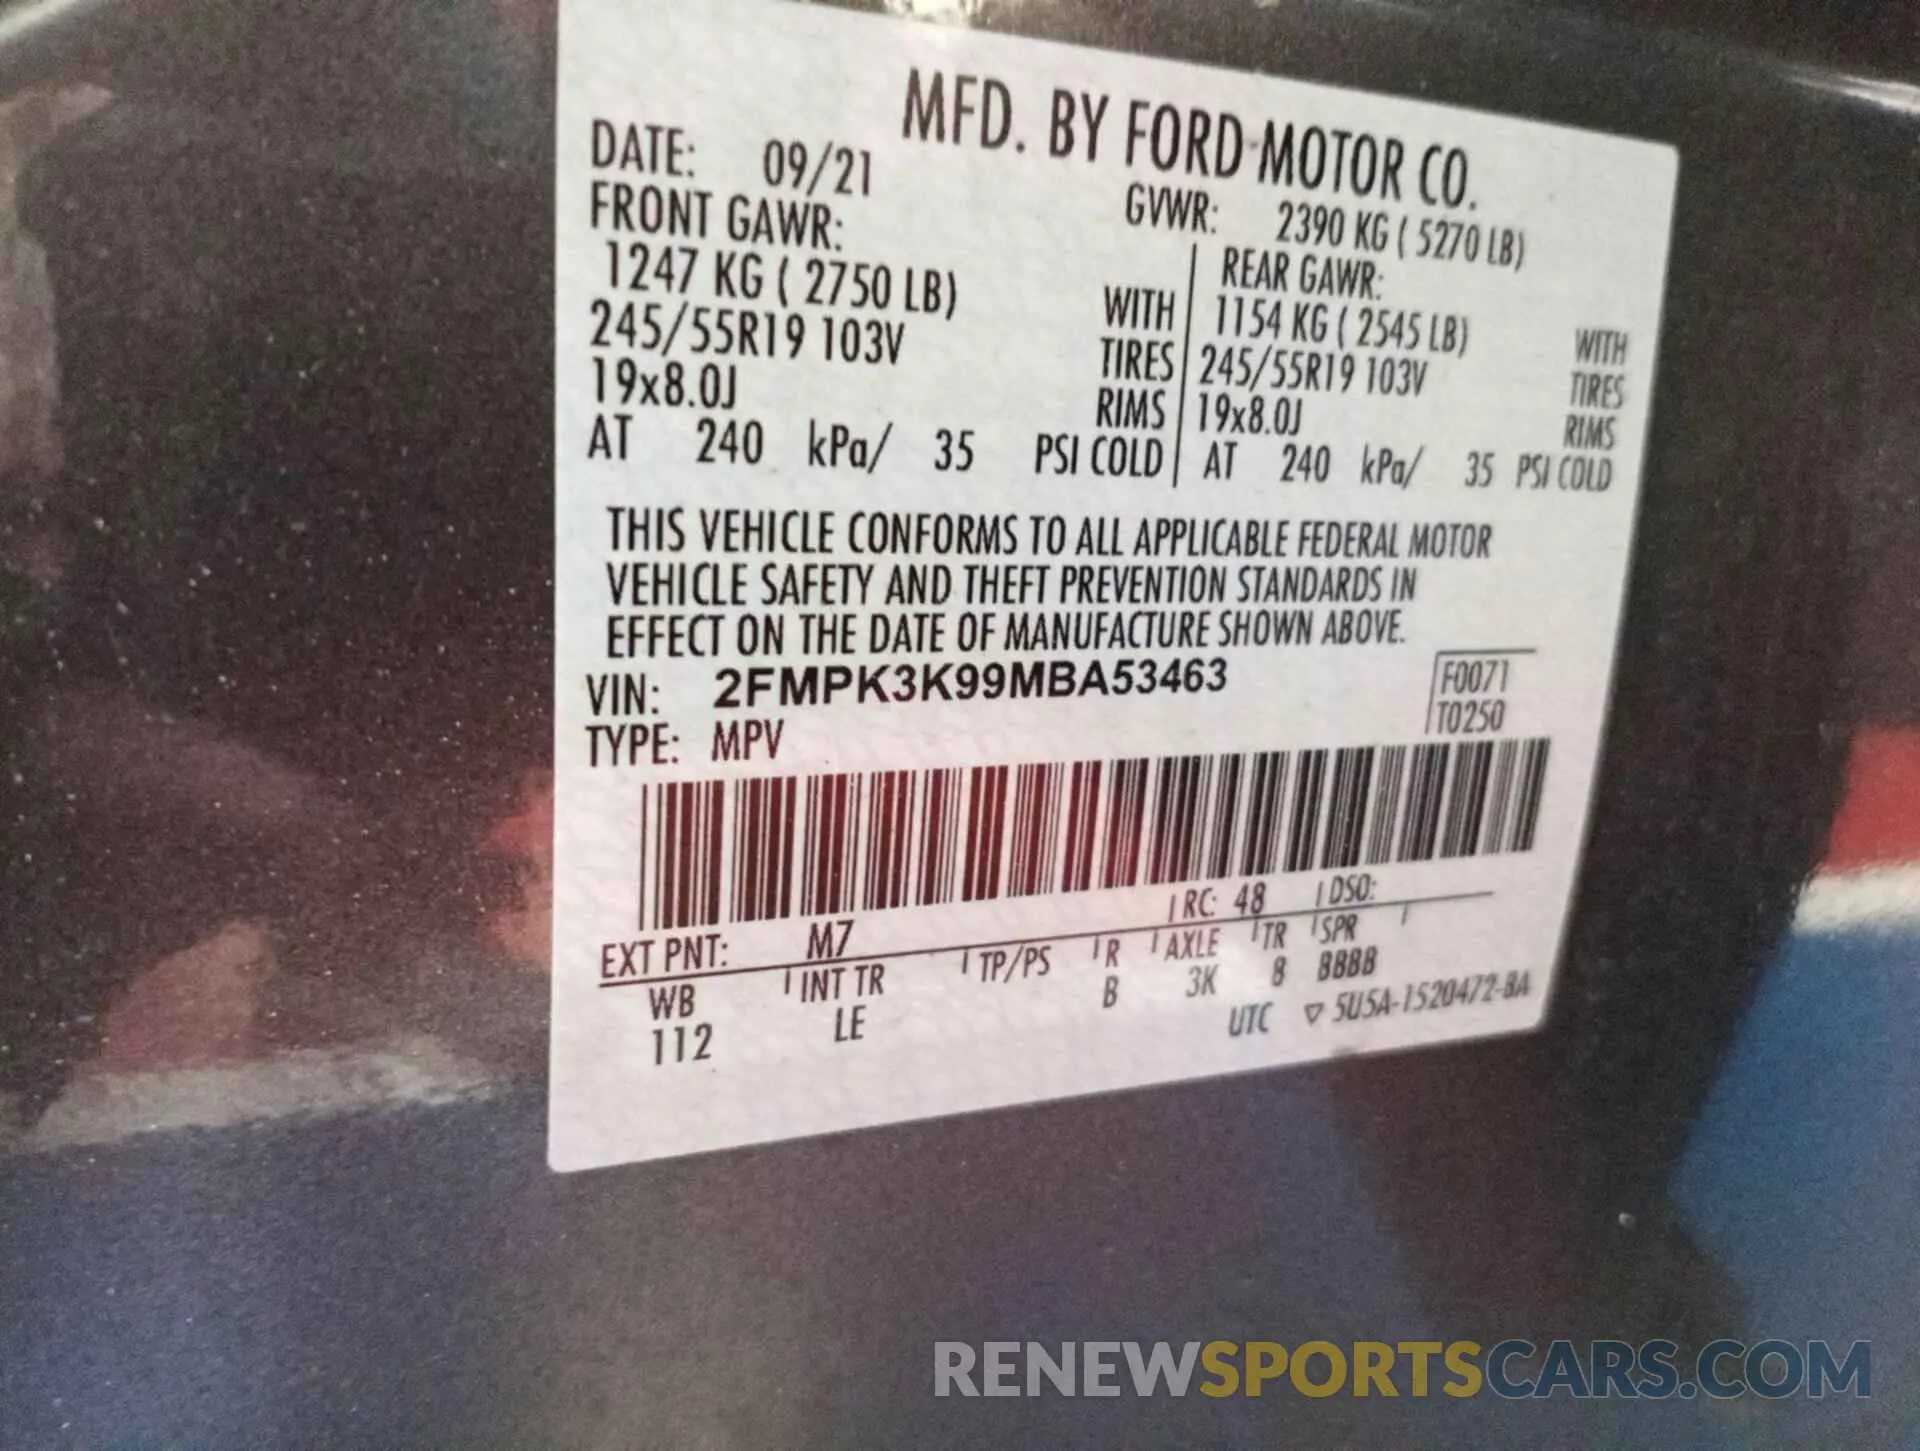 MFD. BY FORD MOTOR CO.
DATE: 09/21 GVWR: 2390 KG ( 5270 LB)
FRONT GAWR: REAR GAWR:
1247 KG ( 2750 LB) WITH 1154 KG ( 2545 LB) WITH
245/55R19 103V TIRES 245/55R19 103V TIRES
19x8.0J RIMS 19x8.0J RIMS
AT 240 kPa/ 35 PSI COLD AT 240 kPa/ 35 PSI COLD
THIS VEHICLE CONFORMS TO ALL APPLICABLE FEDERAL MOTOR
VEHICLE SAFETY AND THEFT PREVENTION STANDARDS IN
EFFECT ON THE DATE OF MANUFACTURE SHOWN ABOVE.
VIN: 2FMPK3K99MBA53463 F0071
TYPE: MPV T0250
EXT PNT: M7 RC: 48 DSO:
WB INT TR TP/PS R AXLE TR SPR
112 LE B 3K 8 8888
UTC ▽ 5U5A-1520472-BA
RENEWSPORTSCARS.COM